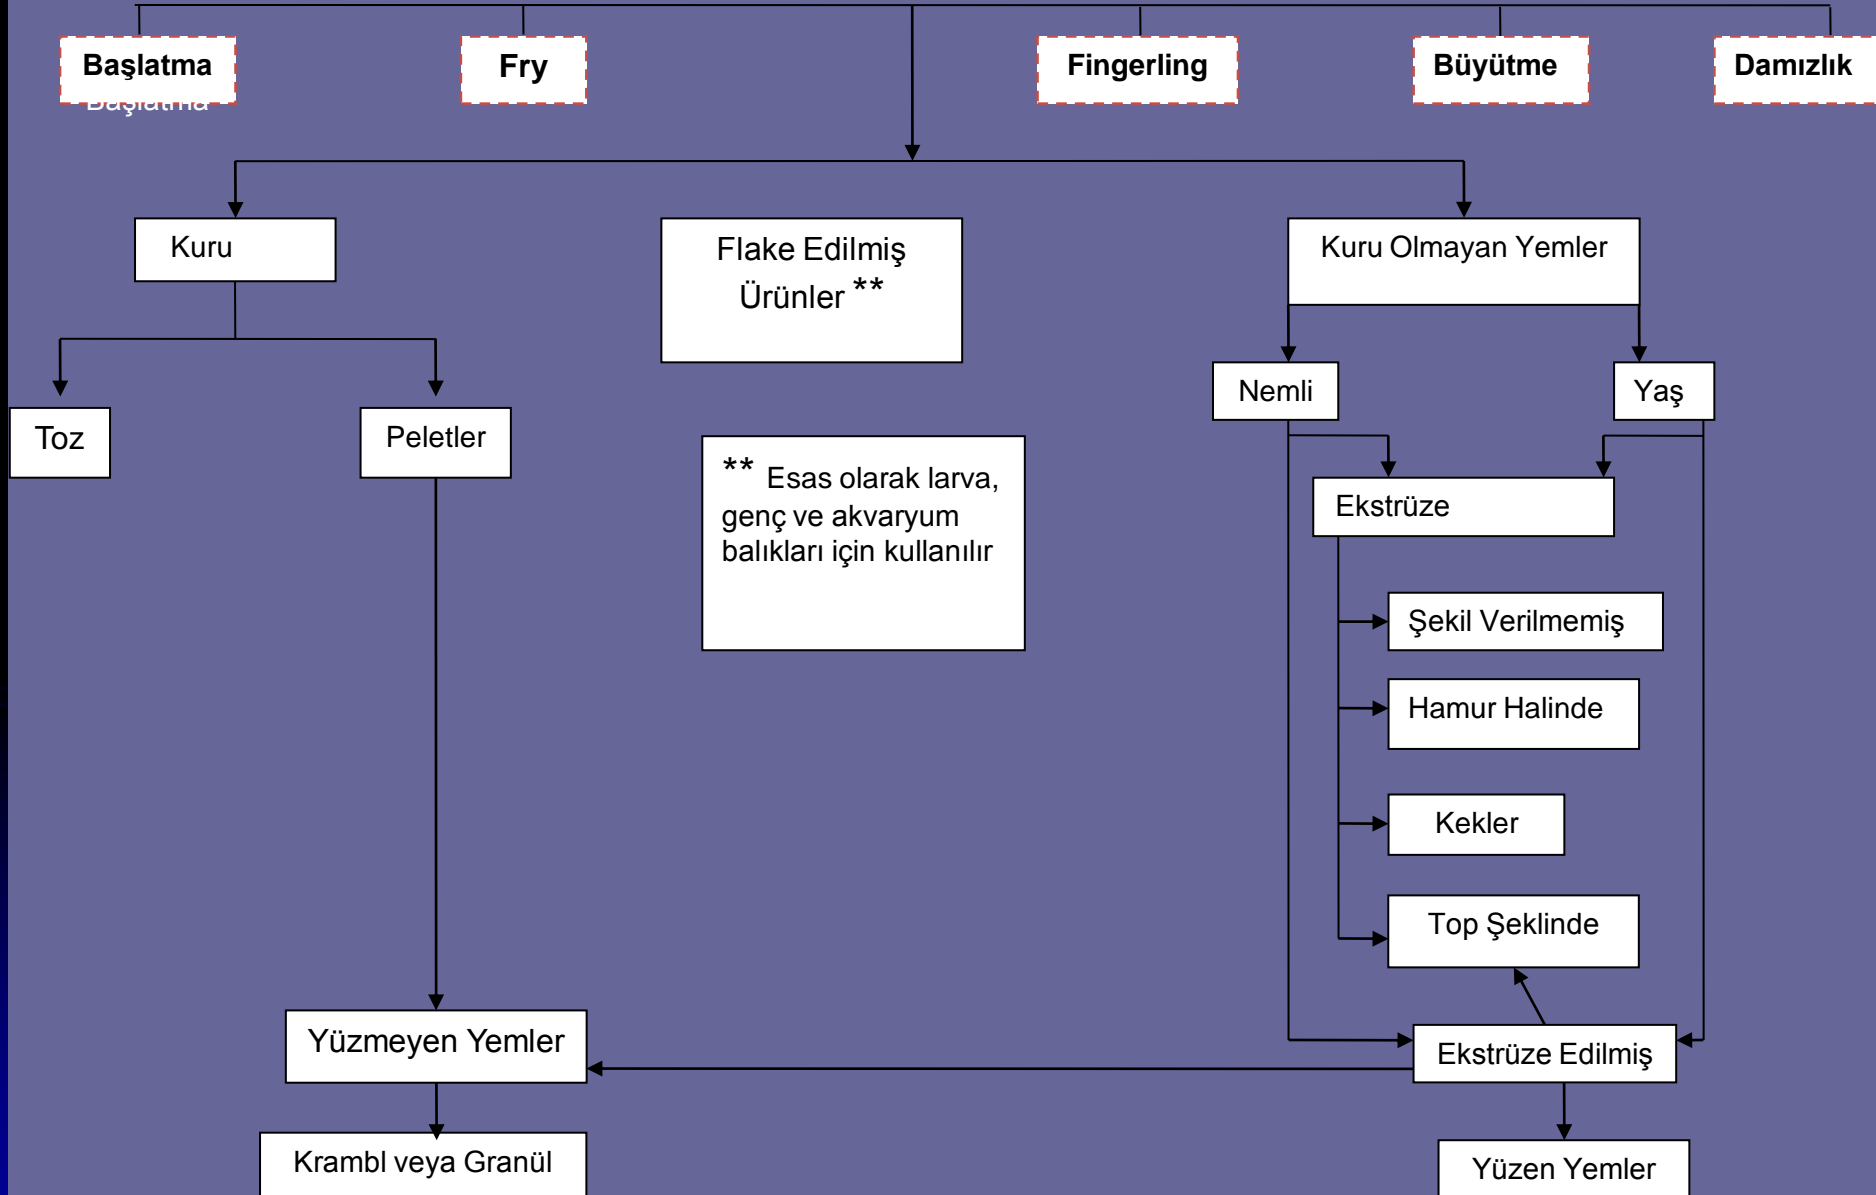 Başlatma
Başlatma
Fry
Fingerling
Büyütme
Damızlık
Kuru
Flake Edilmiş
Ürünler **
Kuru Olmayan Yemler
Nemli
Yaş
Toz
Peletler
** Esas olarak larva,
genç ve akvaryum
balıkları için kullanılır
Ekstrüze
Şekil Verilmemiş
Hamur Halinde
Kekler
Top Şeklinde
Yüzmeyen Yemler
Ekstrüze Edilmiş
Krambl veya Granül
Yüzen Yemler